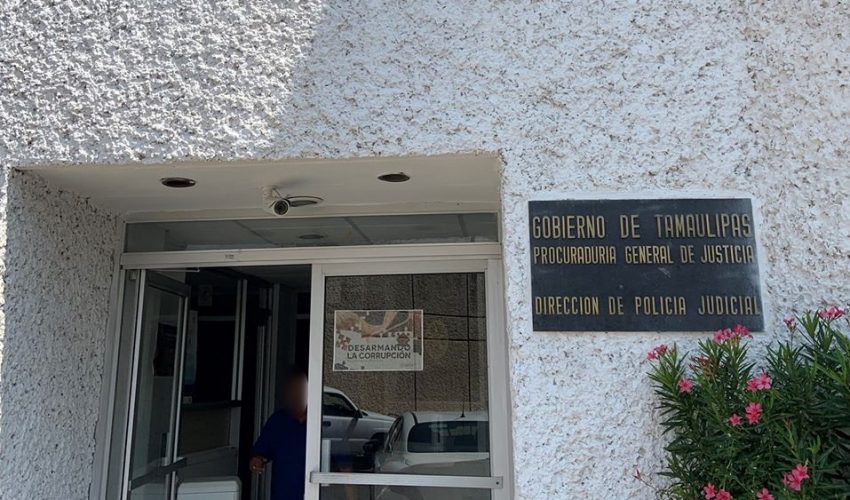 GOBIERNO DE TAMAULIPAS
PROCURADURIA GENERAL DE JUSTICIA
DIRECCION DE POLICIA JUDICIAL
DESARMANDO
LA CORRUPCIÓN